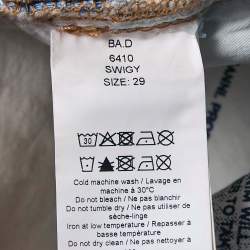 BA.D
6410
SWIGY
SIZE: 29
30
Cold machine wash / Lavage en
machine à 30°C
Do not bleach / Ne pas blanchir
Do not tumble dry / Ne pas utiliser de
sèche-linge
Iron at low temperature / Repasser à
basse température
Do not dry clean / Ne pas nettoyer